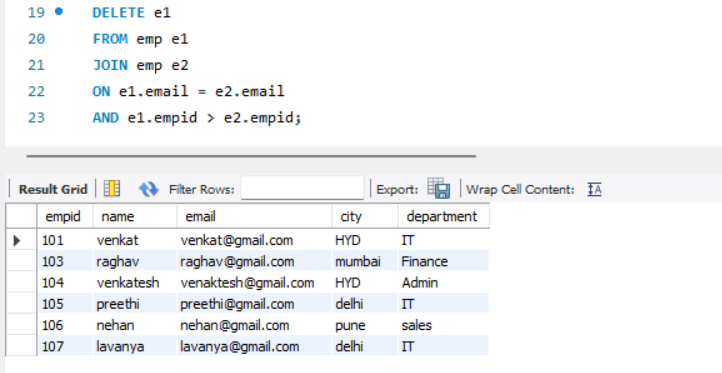 19 DELETE e1
20 FROM emp e1
21 JOIN emp e2
22 ON e1.email = e2.email
23 AND e1.empid > e2.empid;
Result Grid Filter Rows: Export: Wrap Cell Content: IA
empid name email city department
101 venkat venkat@gmail.com HYD IT
103 raghav raghav@gmail.com mumbai Finance
104 venkatesh venaktesh@gmail.com HYD Admin
105 preethi preethi@gmail.com delhi IT
106 nehan nehan@gmail.com pune sales
107 lavanya lavanya@gmail.com delhi IT